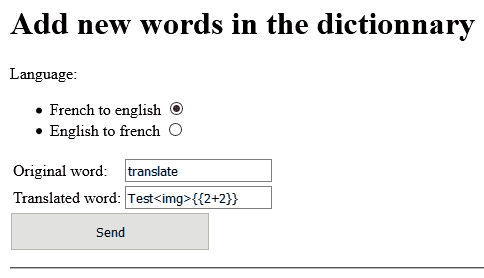 Add new words in the dictionnary
Language:
French to english
English to french
Original word: translate
Translated word: Test<img>{{2+2}}
Send